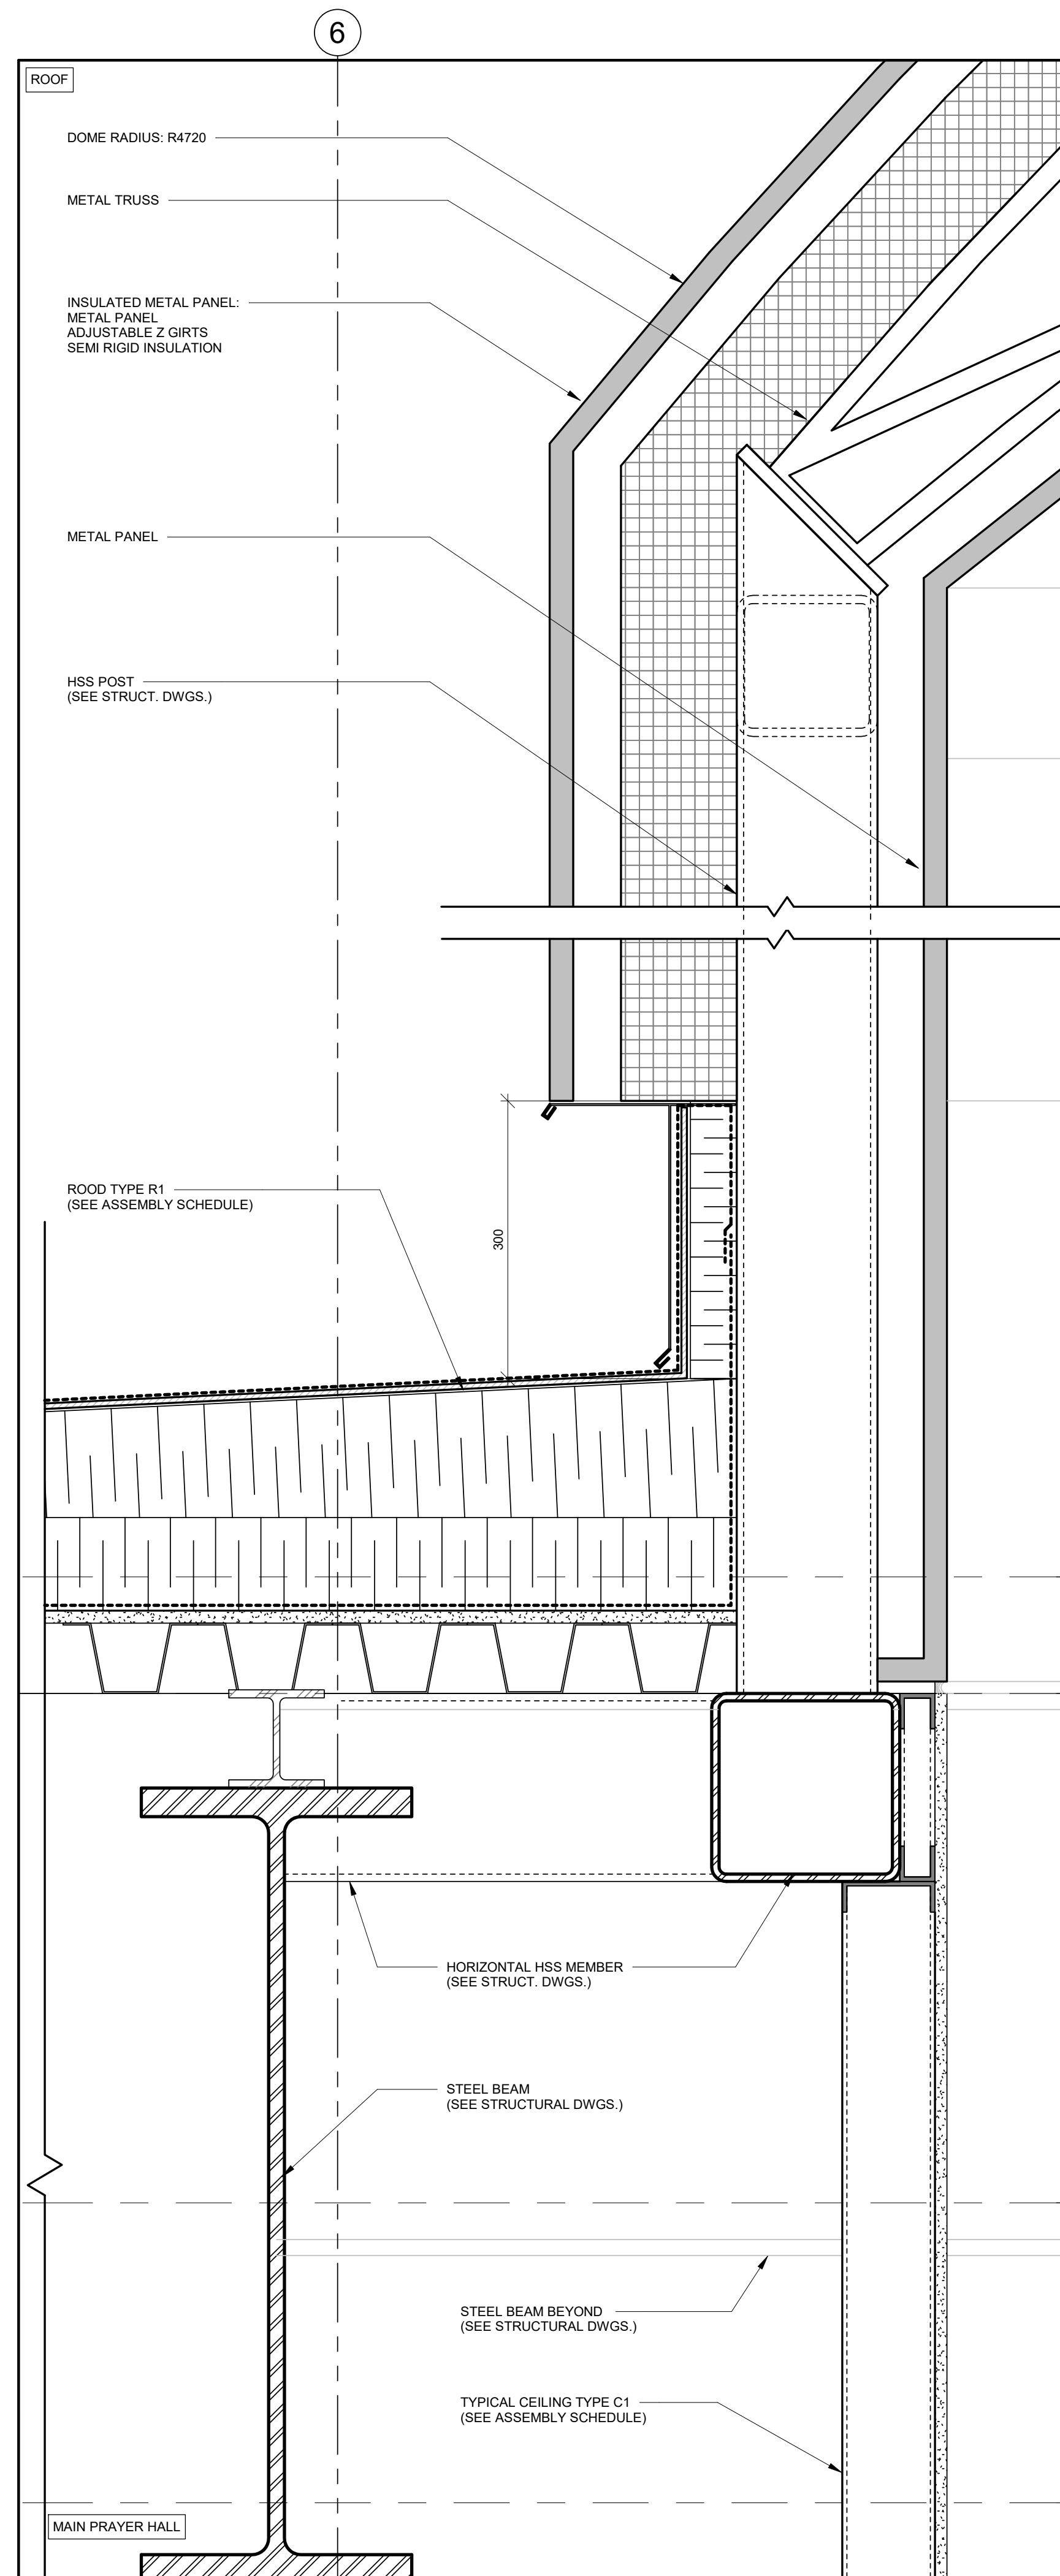 6
ROOF
DOME RADIUS: R4720
METAL TRUSS
INSULATED METAL PANEL:
METAL PANEL
ADJUSTABLE Z GIRTS
SEMI RIGID INSULATION
METAL PANEL
HSS POST
(SEE STRUCT. DWGS.)
ROOD TYPE R1
(SEE ASSEMBLY SCHEDULE)
300
HORIZONTAL HSS MEMBER
(SEE STRUCT. DWGS.)
STEEL BEAM
(SEE STRUCTURAL DWGS.)
STEEL BEAM BEYOND
(SEE STRUCTURAL DWGS.)
TYPICAL CEILING TYPE C1
(SEE ASSEMBLY SCHEDULE)
MAIN PRAYER HALL